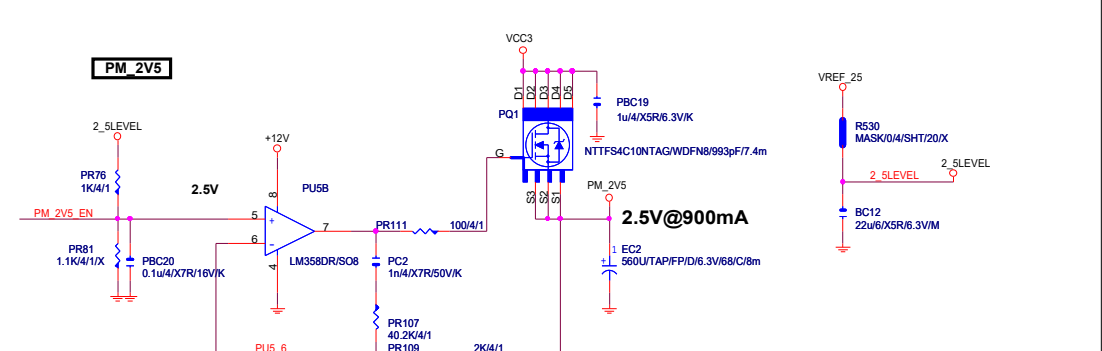 PM_2V5
2_5LEVEL
PR76
1K/4/1
PM_2V5_EN
PR81
1.1K/4/1/X
PBC20
0.1u/4/X7R/16V/K
2.5V
+12V
8
PU5B
5
+
6
-
7
4
LM358DR/SO8
PR111
100/4/1
PC2
1n/4/X7R/50V/K
PR107
40.2K/4/1
PR109
2K/4/1
PU5_6
VCC3
D1
D2
D3
D4
D5
PQ1
G
S3
S2
S1
PBC19
1u/4/X5R/6.3V/K
NTTFS4C10NTAG/WDFN8/993pF/7.4m
PM_2V5
2.5V@900mA
1
+
EC2
560U/TAP/FP/D/6.3V/68/C/8m
VREF_25
R530
MASK/0/4/SHT/20/X
2_5LEVEL
2_5LEVEL
BC12
22u/6/X5R/6.3V/M